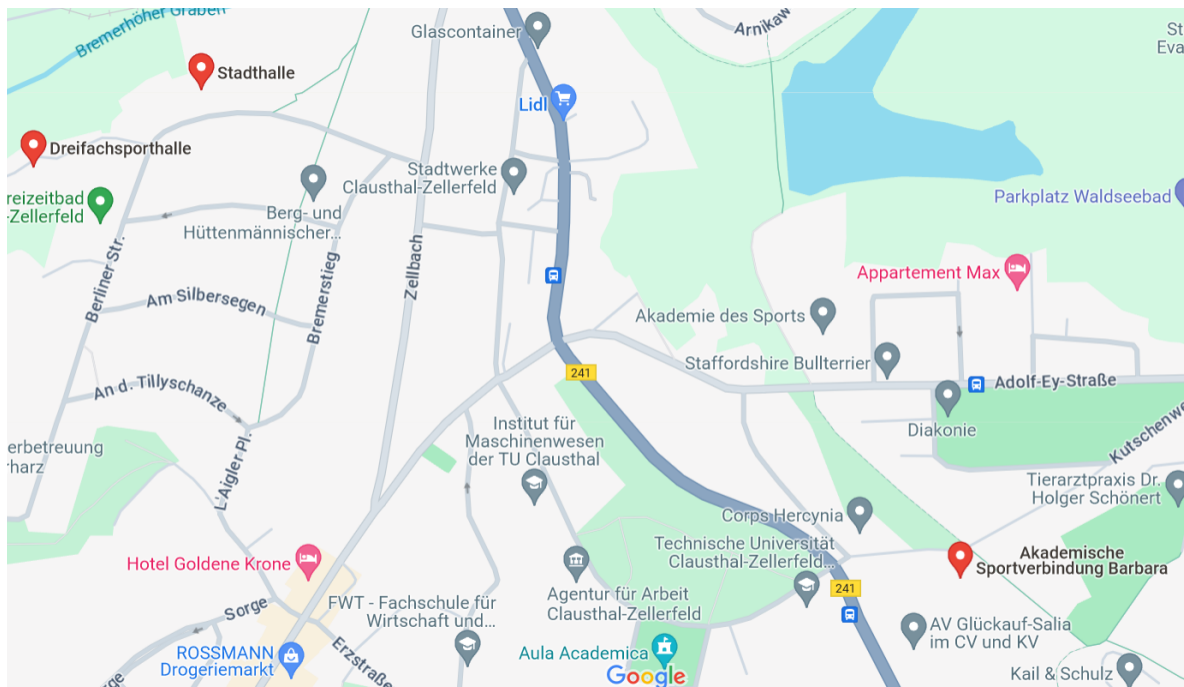 Bremerhöher Graben
Glascontainer
Arnikaw
St
Eva
Stadthalle
Lidl
Dreifachsporthalle
Stadtwerke
Clausthal-Zellerfeld
reizeitbad
-Zellerfeld
Berg- und
Hüttenmännischer...
Parkplatz Waldseebad
Berliner Str.
Zellbach
Bremerstieg
Am Silbersegen
Appartement Max
Akademie des Sports
Staffordshire Bullterrier
241
Adolf-Ey-Straße
An d. Tillyschanze
Diakonie
Kutschenwe
Institut für
Maschinenwesen
der TU Clausthal
erbetreuung
rharz
L'Aigler Pl.
Tierarztpraxis Dr.
Holger Schönert
Corps Hercynia
Technische Universität
Clausthal-Zellerfeld...
Akademische
Sportverbindung Barbara
Hotel Goldene Krone
Agentur für Arbeit
Clausthal-Zellerfeld
241
Sorge
FWT - Fachschule für
Wirtschaft und...
AV Glückauf-Salia
im CV und KV
Erzstraße
ROSSMANN
Drogeriemarkt
Aula Academica
Google
Kail & Schulz
rge